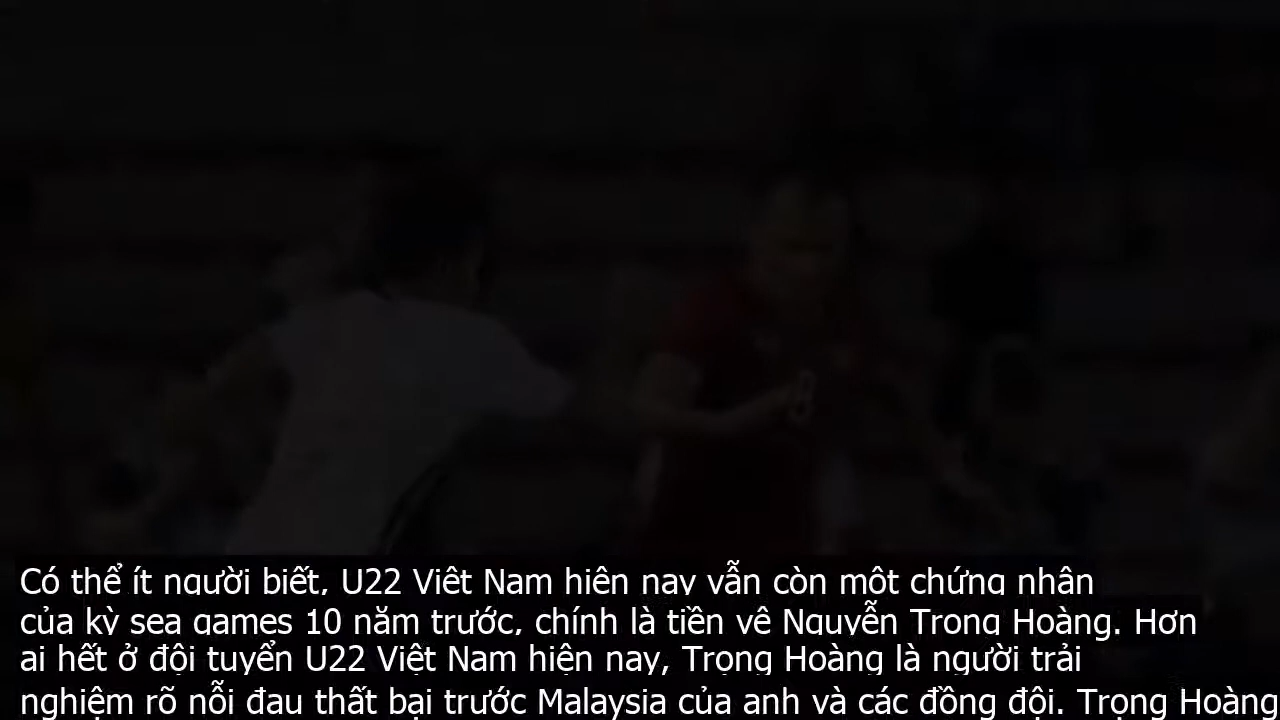 Có thể ít người biết, U22 Việt Nam hiện nay vẫn còn một chứng nhân
của kỳ sea games 10 năm trước, chính là tiền vệ Nguyễn Trọng Hoàng. Hơn
ai hết ở đội tuyển U22 Việt Nam hiện nay, Trọng Hoàng là người trải
nghiệm rõ nỗi đau thất bại trước Malaysia của anh và các đồng đội. Trọng Hoàng